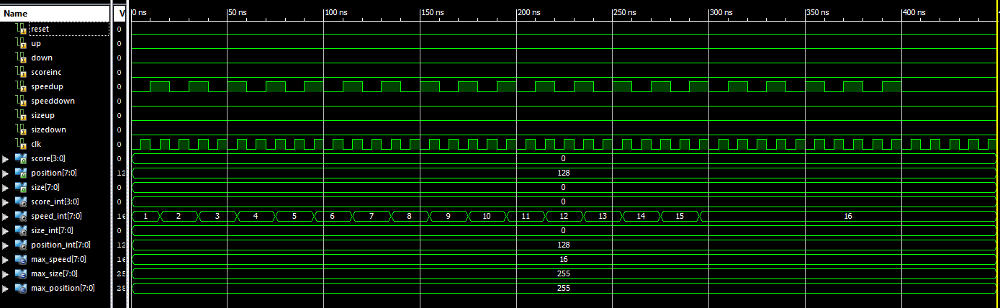 Name V 0 ns 50 ns 100 ns 150 ns 200 ns 250 ns 300 ns 350 ns 400 ns
reset 0
up 0
down 0
scoreinc 0
speedup 0
speeddown 0
sizeup 0
sizedown 0
clk 0
score[3:0] 0 0
position[7:0] 12 128
size[7:0] 0 0
score_int[3:0] 0 0
speed_int[7:0] 16 1 2 3 4 5 6 7 8 9 10 11 12 13 14 15 16
size_int[7:0] 0 0
position_int[7:0] 12 128
max_speed[7:0] 16 16
max_size[7:0] 25 255
max_position[7:0] 25 255